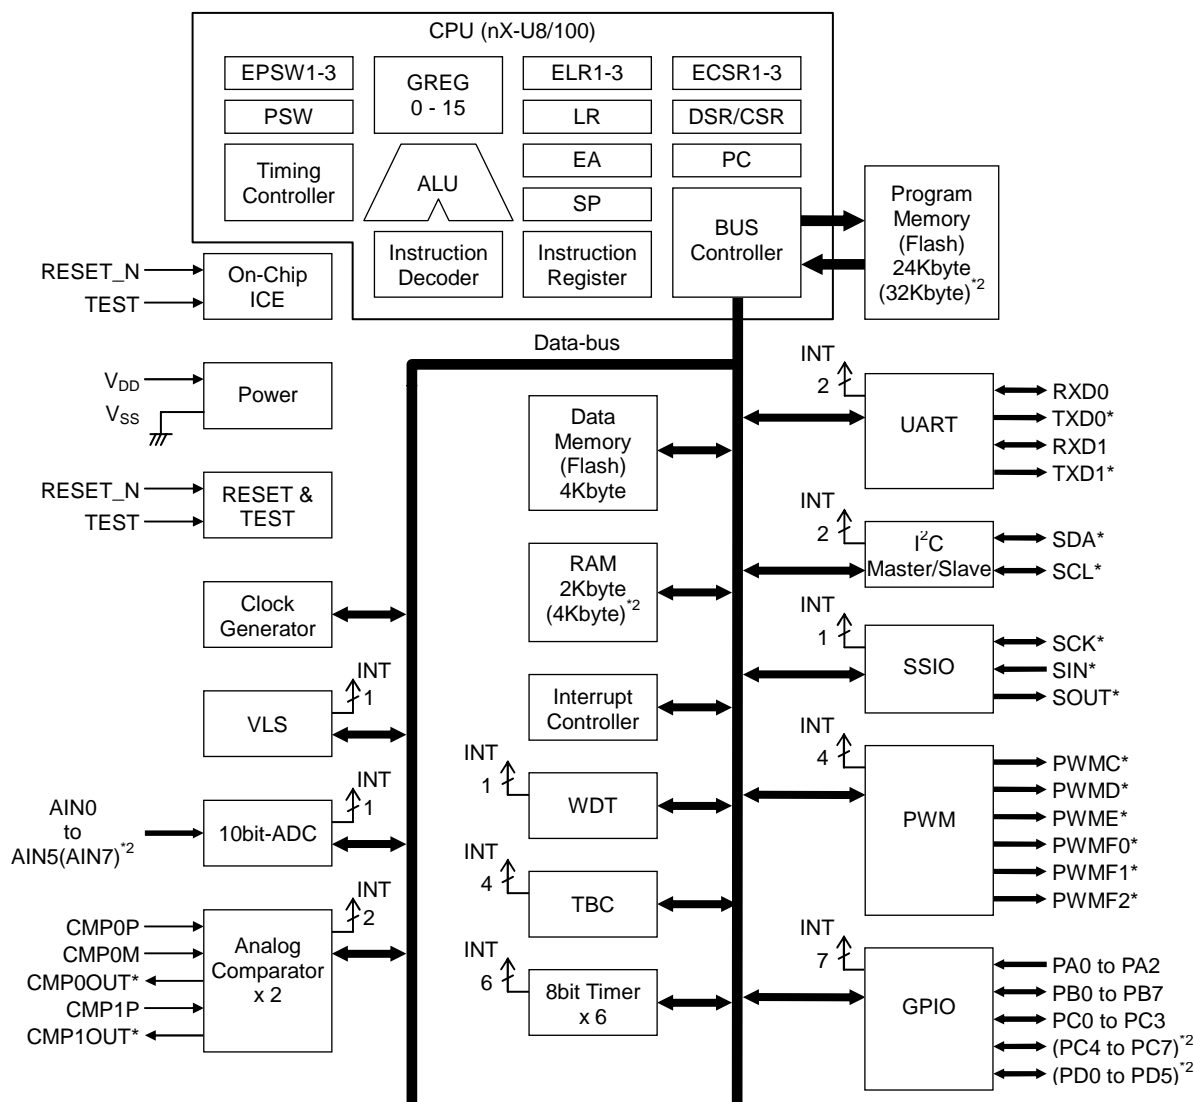 CPU (nX-U8/100)
EPSW1-3
GREG
0 - 15
ELR1-3
ECSR1-3
PSW
LR
DSR/CSR
Timing
Controller
ALU
EA
PC
SP
BUS
Controller
Instruction
Decoder
Instruction
Register
Program
Memory
(Flash)
24Kbyte
(32Kbyte)*2
RESET_N
TEST
On-Chip
ICE
Data-bus
VDD
VSS
Power
RESET_N
TEST
RESET &
TEST
Clock
Generator
VLS
INT
1
AIN0
to
AIN5(AIN7)*2
10bit-ADC
INT
1
CMP0P
CMP0M
CMP0OUT*
CMP1P
CMP1OUT*
Analog
Comparator
x 2
INT
2
Data
Memory
(Flash)
4Kbyte
RAM
2Kbyte
(4Kbyte)*2
Interrupt
Controller
INT
1
WDT
INT
4
TBC
INT
6
8bit Timer
x 6
INT
2
UART
RXD0
TXD0*
RXD1
TXD1*
INT
2
I2C
Master/Slave
SDA*
SCL*
INT
1
SSIO
SCK*
SIN*
SOUT*
INT
4
PWM
PWMC*
PWMD*
PWME*
PWMF0*
PWMF1*
PWMF2*
INT
7
GPIO
PA0 to PA2
PB0 to PB7
PC0 to PC3
(PC4 to PC7)*2
(PD0 to PD5)*2